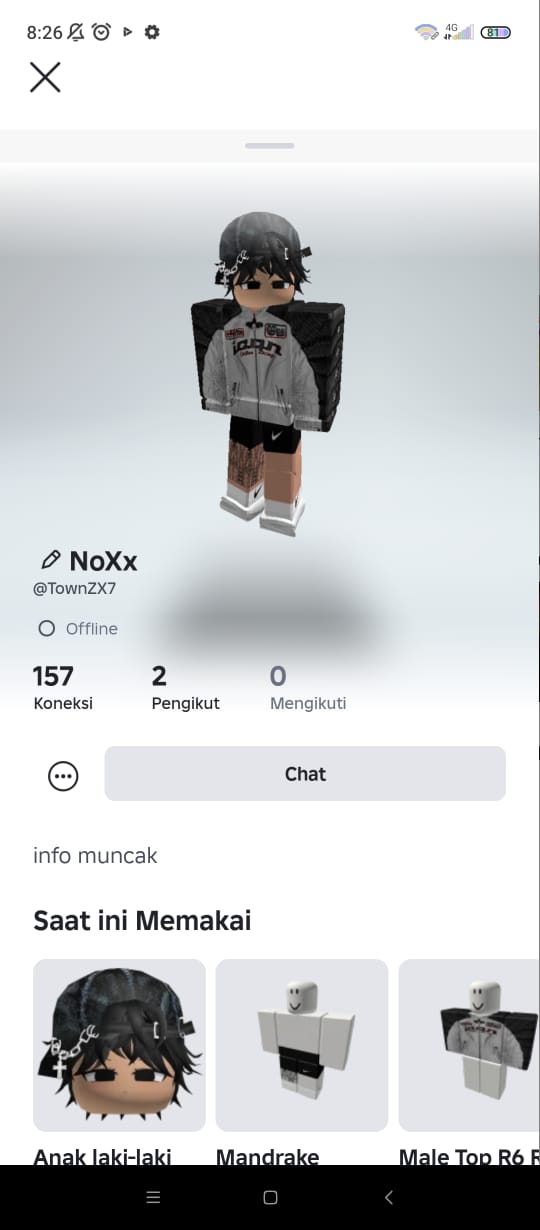 8:26
4G
81
NoXx
@TownZX7
Offline
157
2
0
Koneksi
Pengikut
Mengikuti
Chat
info muncak
Saat ini Memakai
Anak laki-laki
Mandrake
Male Top R6 R